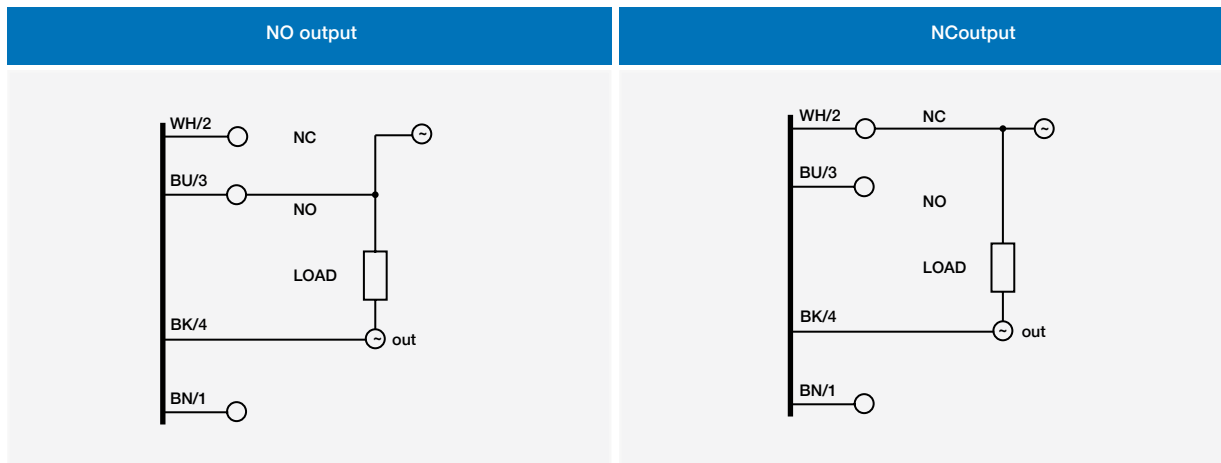 NO output
WH/2
NC
~
BU/3
NO
LOAD
BK/4
~
out
BN/1
NCoutput
WH/2
NC
~
BU/3
NO
LOAD
BK/4
~
out
BN/1